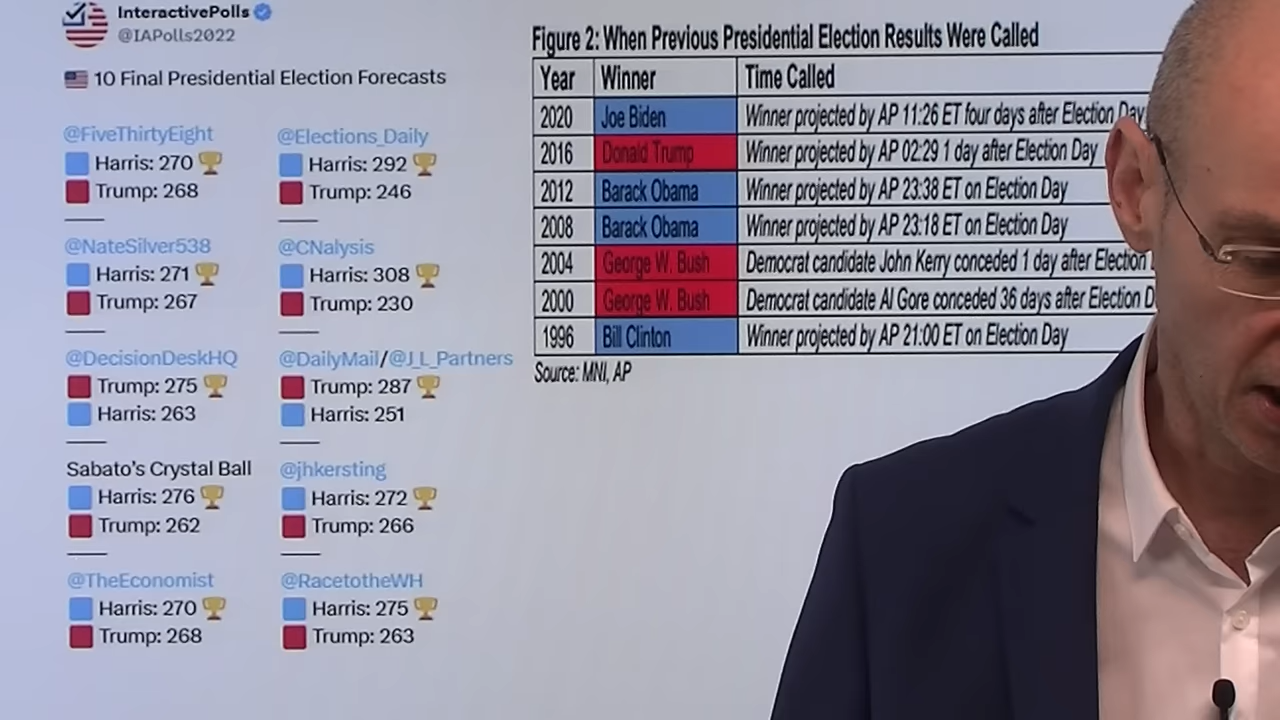 InteractivePolls
@IAPolls2022
10 Final Presidential Election Forecasts
@FiveThirtyEight
Harris: 270
Trump: 268
@NateSilver538
Harris: 271
Trump: 267
@DecisionDeskHQ
Trump: 275
Harris: 263
Sabato's Crystal Ball
Harris: 276
Trump: 262
@TheEconomist
Harris: 270
Trump: 268
@Elections_Daily
Harris: 292
Trump: 246
@CNalysis
Harris: 308
Trump: 230
@DailyMail/@J_L_Partners
Trump: 287
Harris: 251
@jhkersting
Harris: 272
Trump: 266
@RacetotheWH
Harris: 275
Trump: 263
Figure 2: When Previous Presidential Election Results Were Called
Year Winner Time Called
2020 Joe Biden Winner projected by AP 11:26 ET four days after Election Day
2016 Donald Trump Winner projected by AP 02:29 1 day after Election Day
2012 Barack Obama Winner projected by AP 23:38 ET on Election Day
2008 Barack Obama Winner projected by AP 23:18 ET on Election Day
2004 George W. Bush Democrat candidate John Kerry conceded 1 day after Election
2000 George W. Bush Democrat candidate Al Gore conceded 36 days after Election D
1996 Bill Clinton Winner projected by AP 21:00 ET on Election Day
Source: MNI, AP